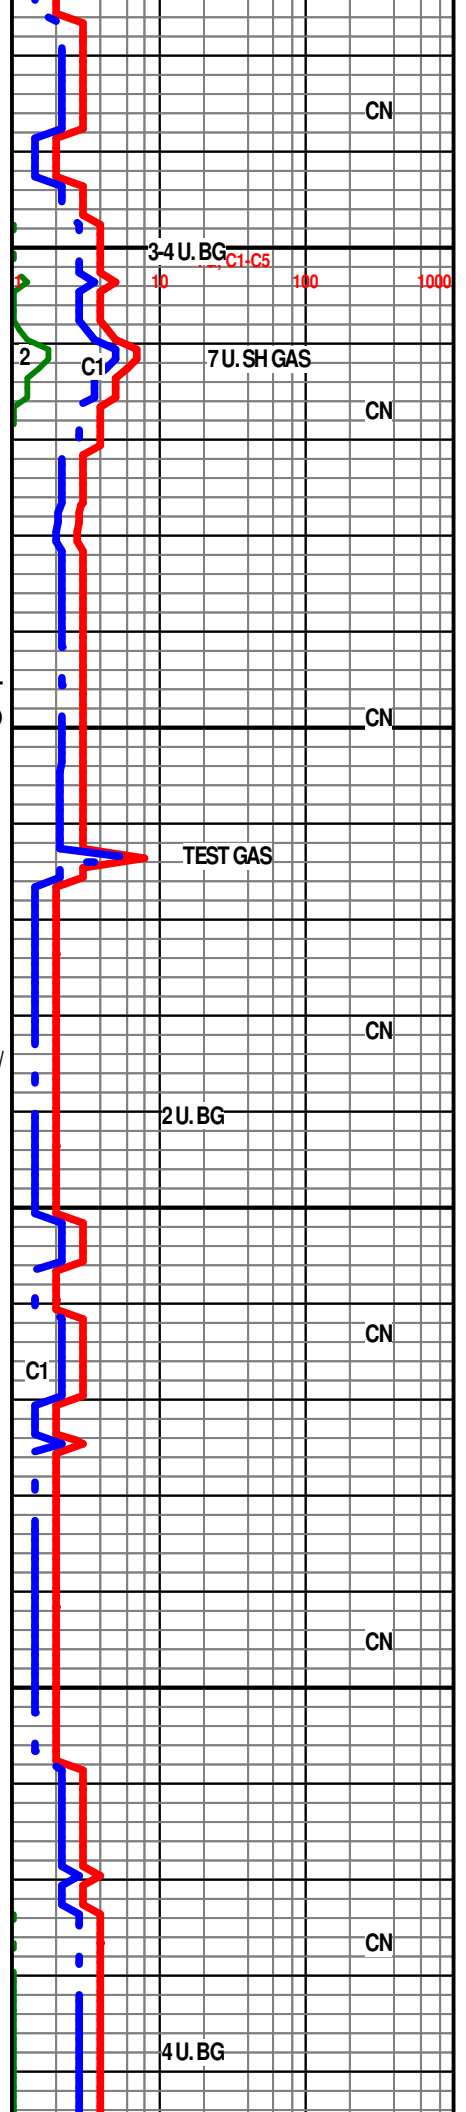 CN
3-4 U. BG
C1-C5
1 10 100 1000
2 C1 7 U. SH GAS
CN
CN
TEST GAS
CN
2 U. BG
CN
C1
CN
CN
4 U. BG